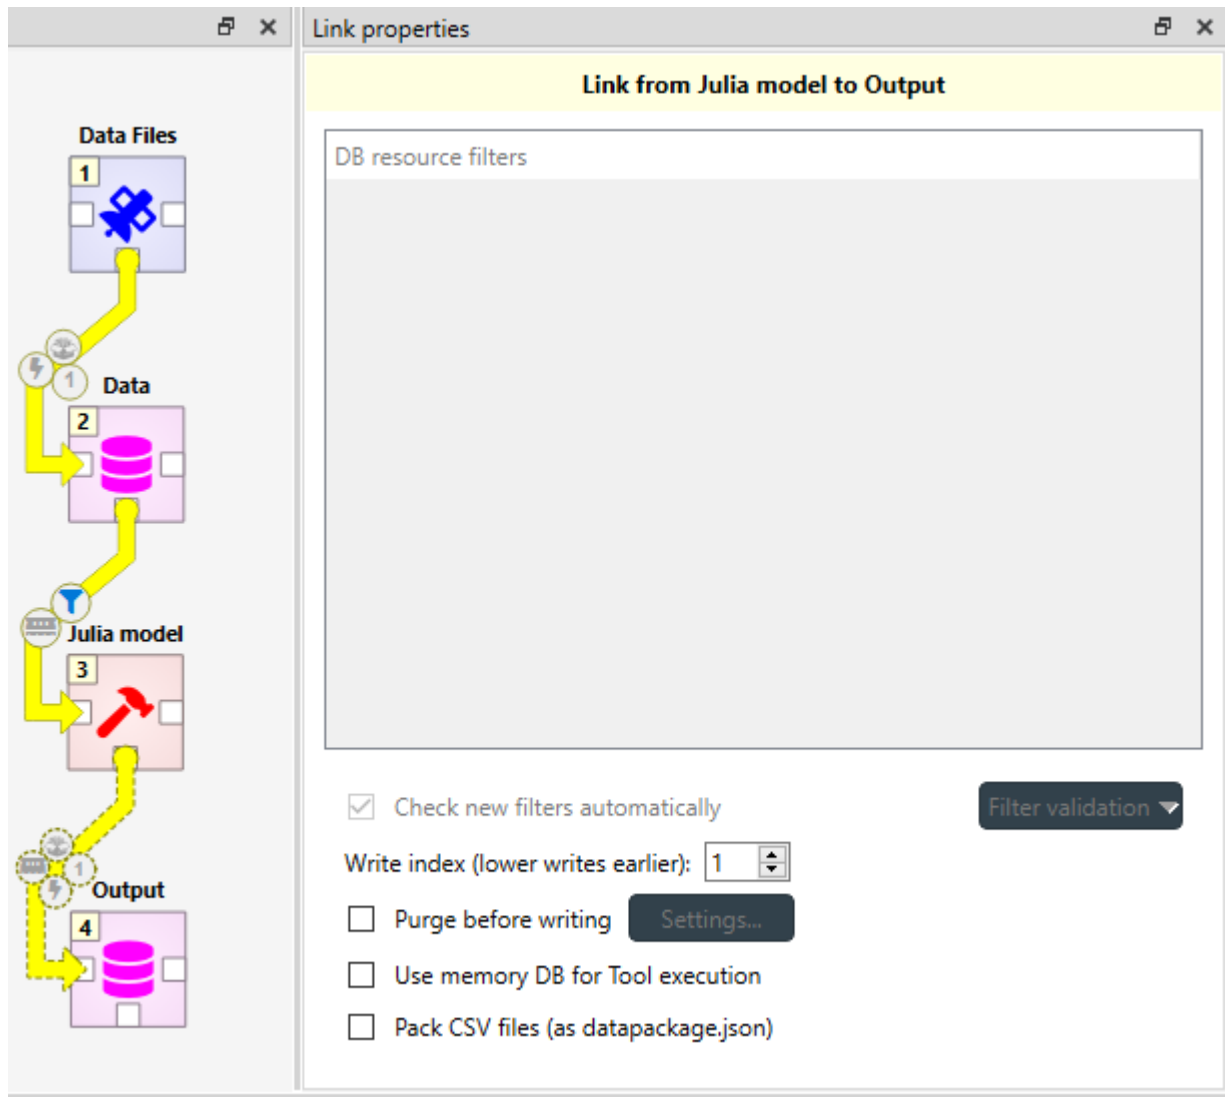 Link properties
Link from Julia model to Output
Data Files
1
1
Data
2
Julia model
3
1
Output
4
DB resource filters
Check new filters automatically
Filter validation
Write index (lower writes earlier): 1
Purge before writing
Settings...
Use memory DB for Tool execution
Pack CSV files (as datapackage.json)